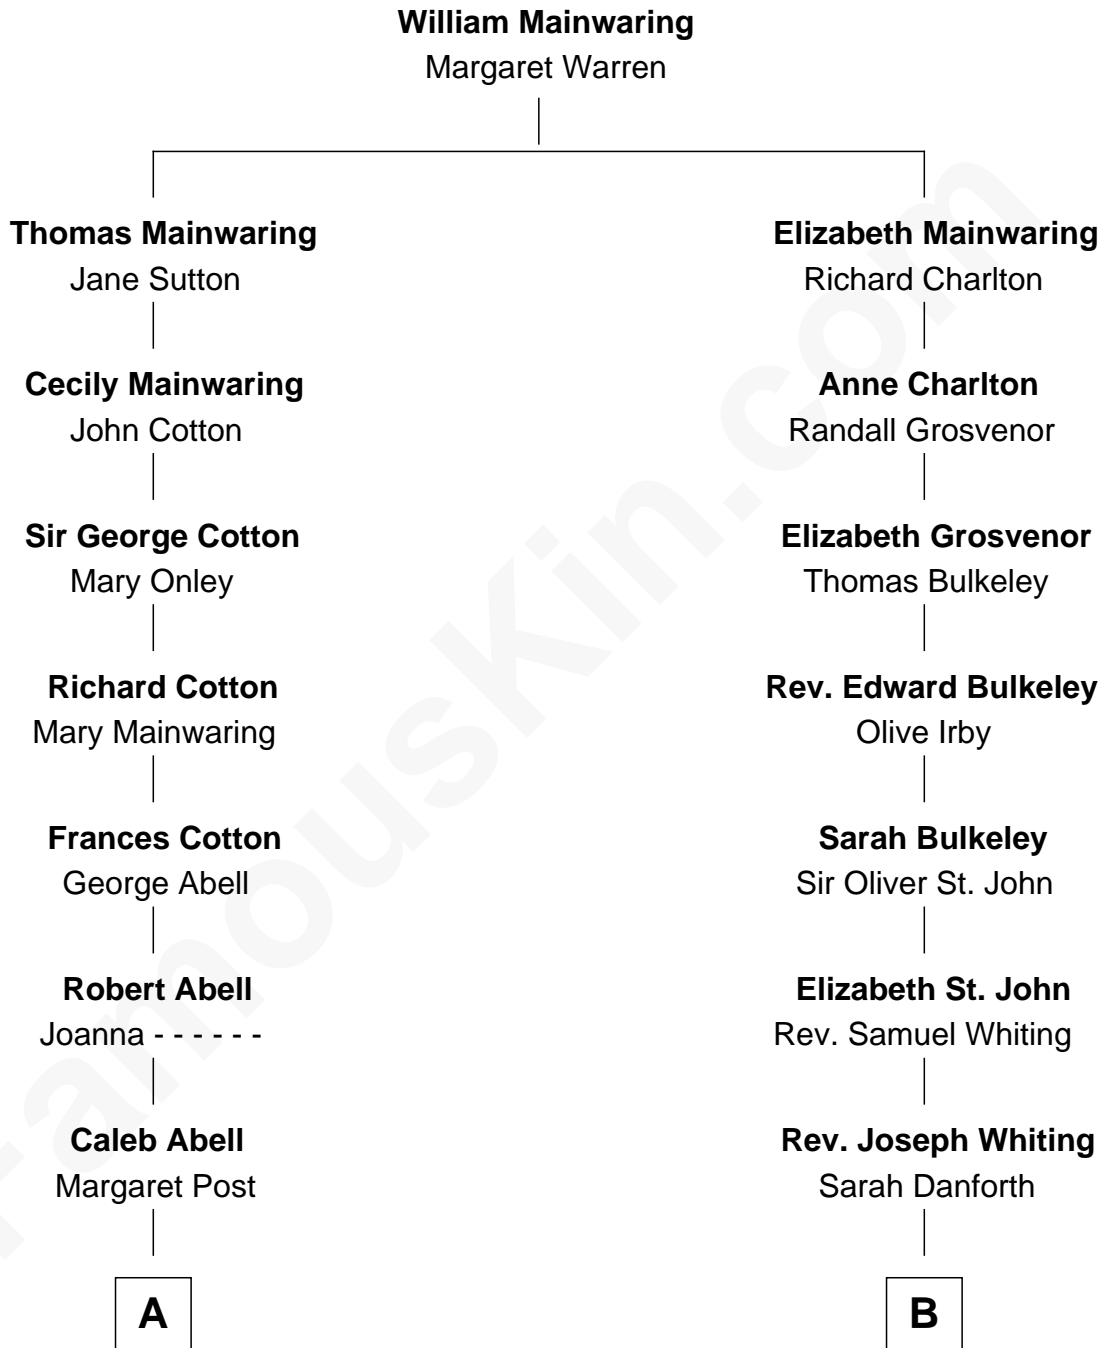 William Mainwaring
Margaret Warren
Thomas Mainwaring
Jane Sutton
Elizabeth Mainwaring
Richard Charlton
Cecily Mainwaring
John Cotton
Anne Charlton
Randall Grosvenor
Sir George Cotton
Mary Onley
Elizabeth Grosvenor
Thomas Bulkeley
Richard Cotton
Mary Mainwaring
Rev. Edward Bulkeley
Olive Irby
Frances Cotton
George Abell
Sarah Bulkeley
Sir Oliver St. John
Robert Abell
Joanna - - - - - -
Elizabeth St. John
Rev. Samuel Whiting
Caleb Abell
Margaret Post
Rev. Joseph Whiting
Sarah Danforth
A
B
FamousKin.com